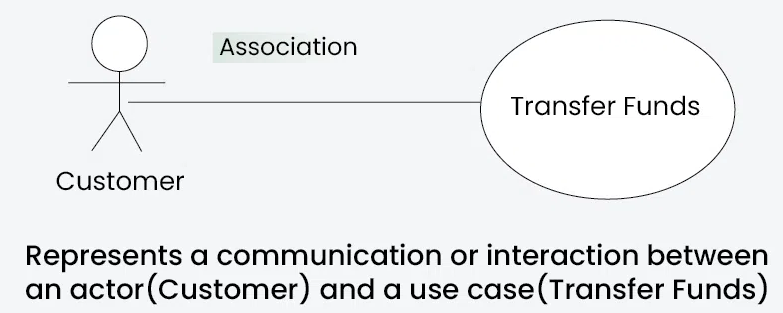 Association
Transfer Funds
Customer
Represents a communication or interaction between
an actor(Customer) and a use case(Transfer Funds)